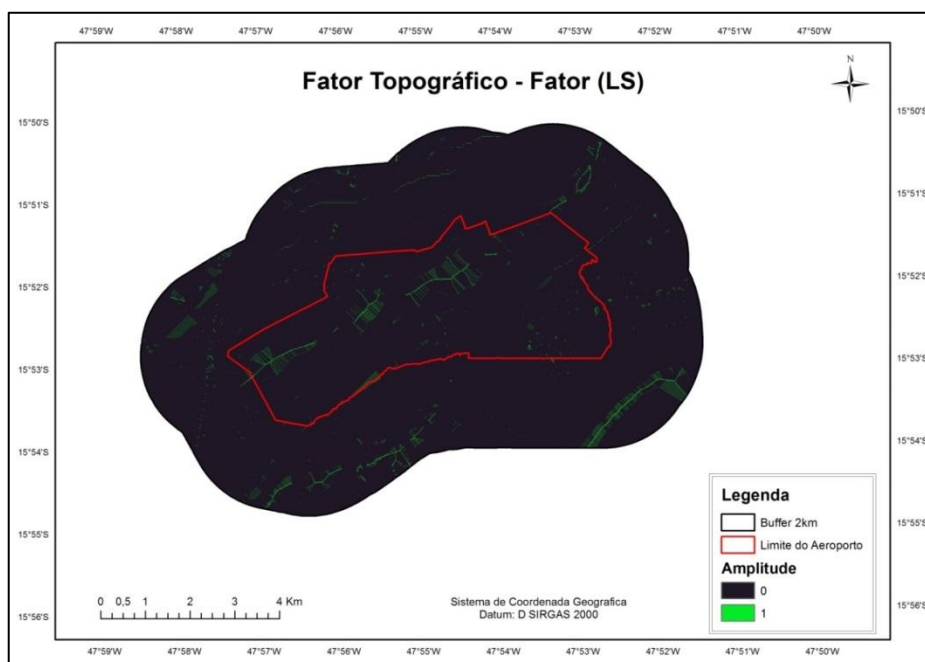 47°59'W 47°58'W 47°57'W 47°56'W 47°55'W 47°54'W 47°53'W 47°52'W 47°51'W 47°50'W
Fator Topográfico - Fator (LS)
N
15°50'S 15°50'S
15°51'S 15°51'S
15°52'S 15°52'S
15°53'S 15°53'S
15°54'S 15°54'S
15°55'S 15°55'S
15°56'S 15°56'S
Legenda
Buffer 2km
Limite do Aeroporto
Amplitude
0
1
0 0,5 1 2 3 4 Km
Sistema de Coordenada Geografica
Datum: D SIRGAS 2000
47°59'W 47°58'W 47°57'W 47°56'W 47°55'W 47°54'W 47°53'W 47°52'W 47°51'W 47°50'W